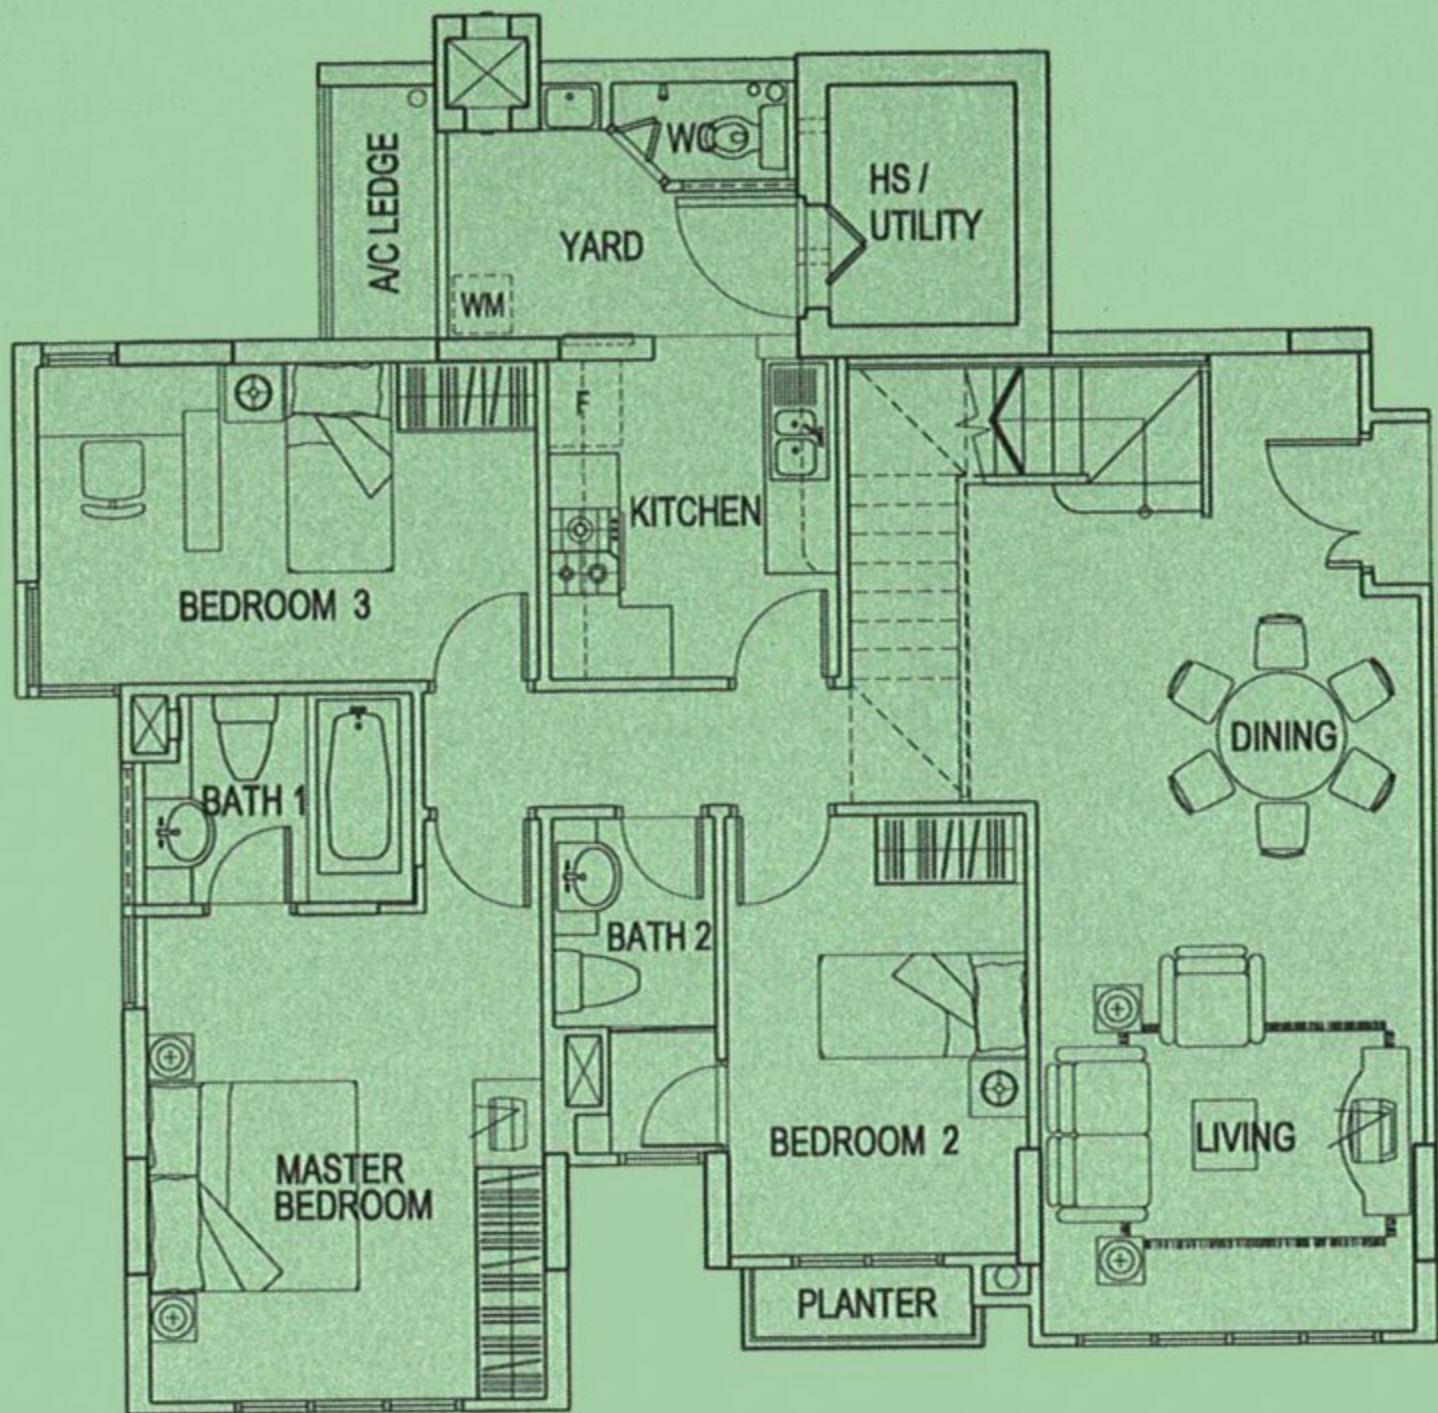 A/C LEDGE
WC
HS /
UTILITY
YARD
WM
F
KITCHEN
BEDROOM 3
DINING
BATH 1
BATH 2
BEDROOM 2
LIVING
MASTER
BEDROOM
PLANTER